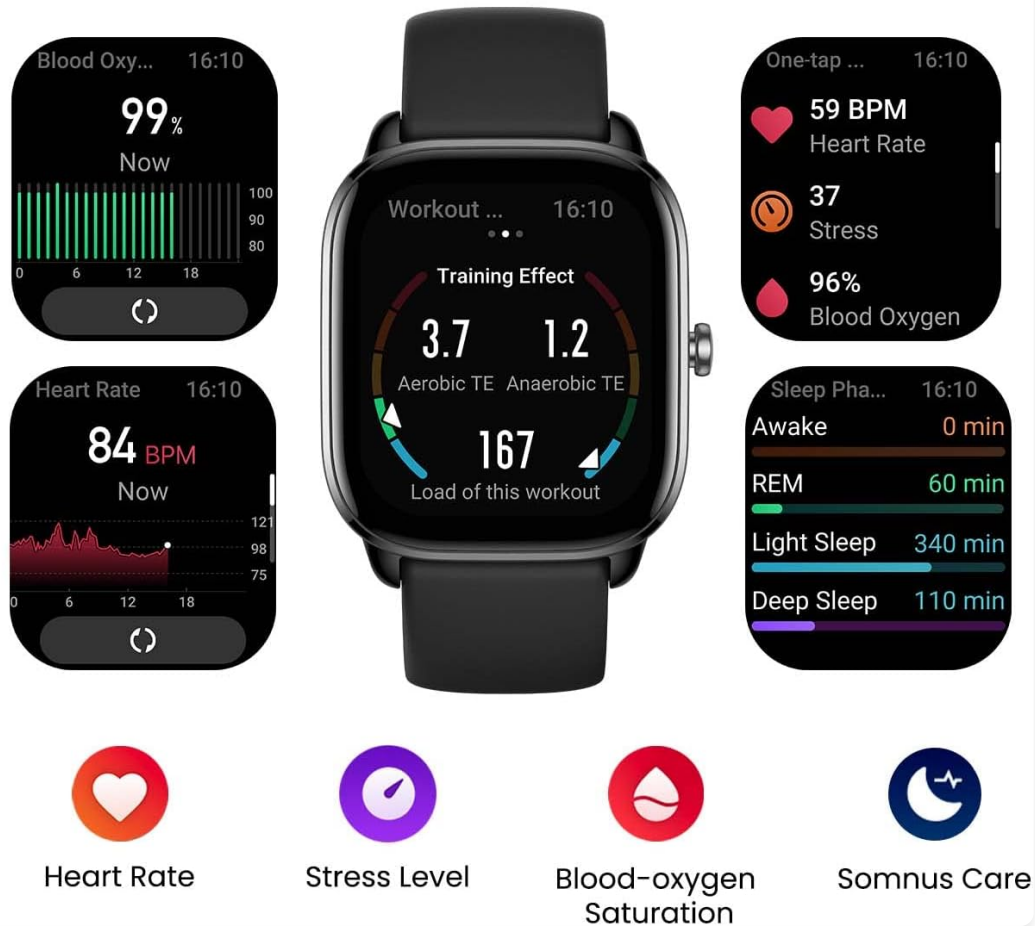 Blood Oxy... 16:10
99%
Now
100
90
80
0 6 12 18
Heart Rate 16:10
84 BPM
Now
121
98
75
0 6 12 18
Workout ... 16:10
Training Effect
3.7 1.2
Aerobic TE Anaerobic TE
167
Load of this workout
One-tap ... 16:10
59 BPM
Heart Rate
37
Stress
96%
Blood Oxygen
Sleep Pha... 16:10
Awake 0 min
REM 60 min
Light Sleep 340 min
Deep Sleep 110 min
Heart Rate
Stress Level
Blood-oxygen
Saturation
Somnus Care